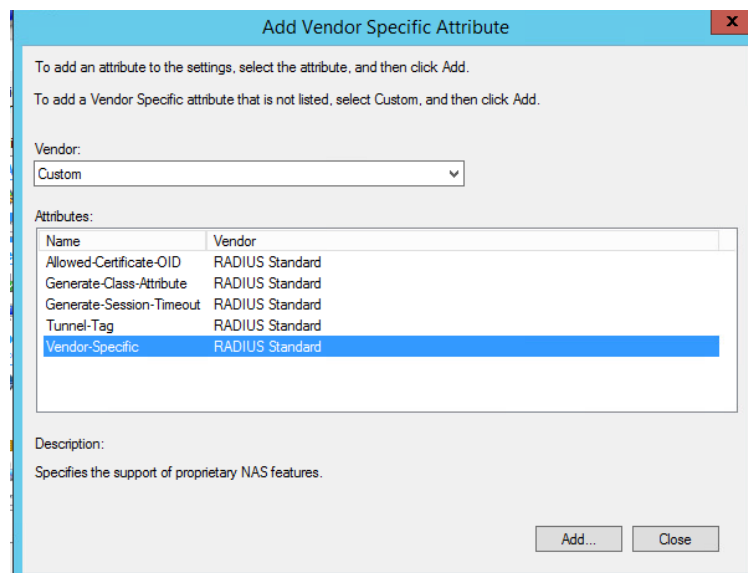 Add Vendor Specific Attribute
x
To add an attribute to the settings, select the attribute, and then click Add.
To add a Vendor Specific attribute that is not listed, select Custom, and then click Add.
Vendor:
Custom
Attributes:
Name Vendor
Allowed-Certificate-OID RADIUS Standard
Generate-Class-Attribute RADIUS Standard
Generate-Session-Timeout RADIUS Standard
Tunnel-Tag RADIUS Standard
Vendor-Specific RADIUS Standard
Description:
Specifies the support of proprietary NAS features.
Add... Close